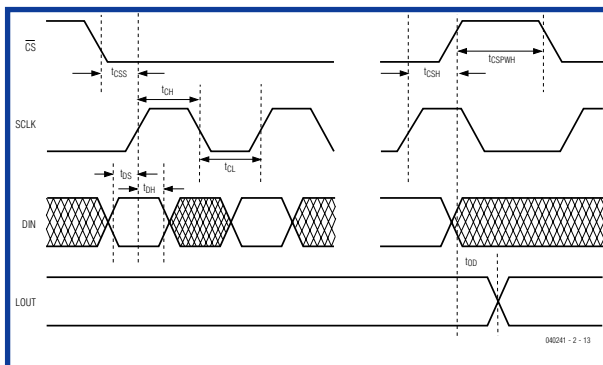 CS
tCSS
tCSH
tCSPWH
tCH
SCLK
tCL
tDS
tDH
DIN
tOD
LOUT
040241 - 2 - 13